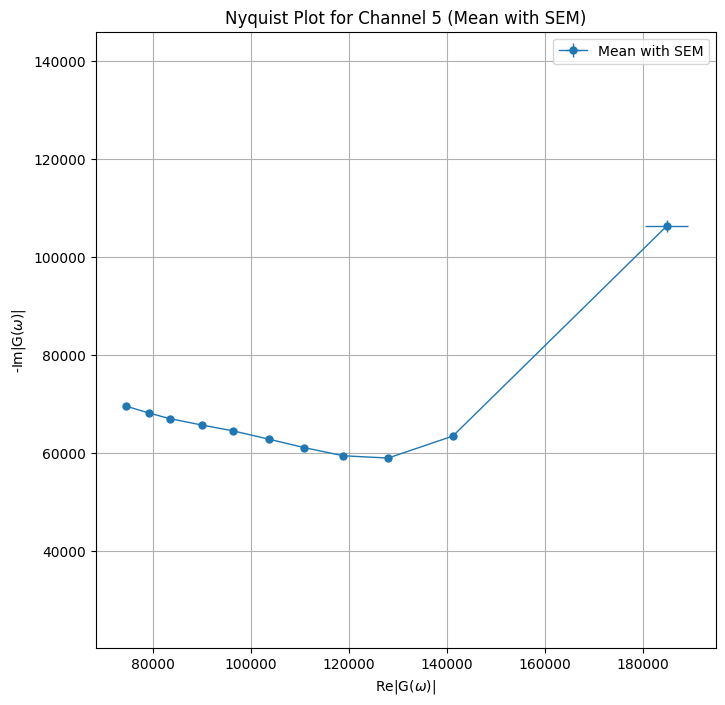 Nyquist Plot for Channel 5 (Mean with SEM)
Mean with SEM
140000
120000
100000
80000
60000
40000
-Im|G(ω)|
80000 100000 120000 140000 160000 180000
Re|G(ω)|